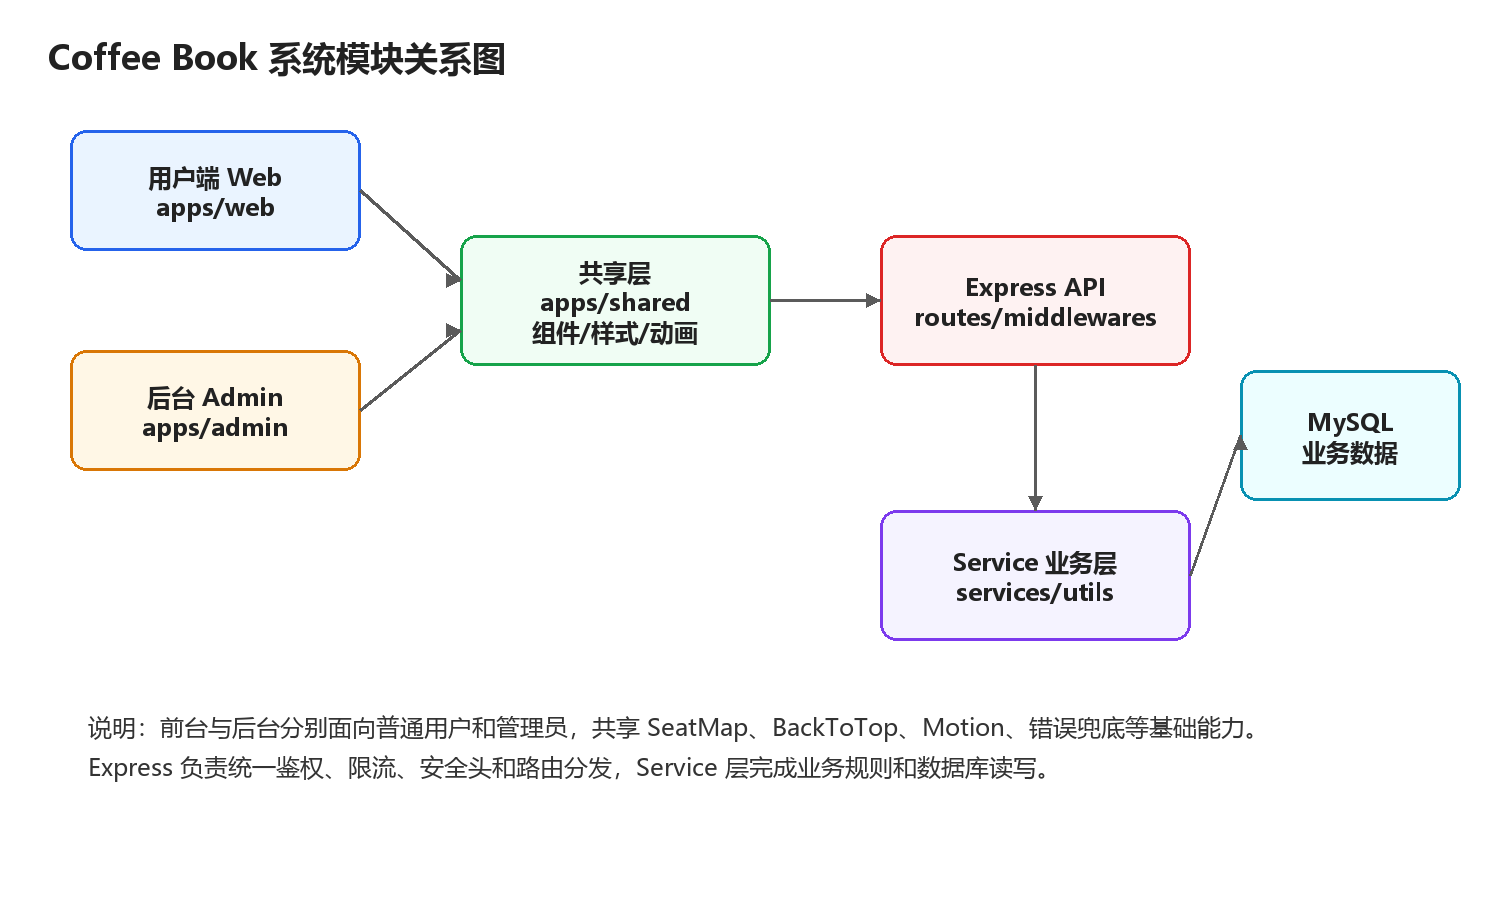 Coffee Book 系统模块关系图
用户端 Web
apps/web
后台 Admin
apps/admin
共享层
apps/shared
组件/样式/动画
Express API
routes/middlewares
Service 业务层
services/utils
MySQL
业务数据
说明：前台与后台分别面向普通用户和管理员，共享 SeatMap、BackToTop、Motion、错误兜底等基础能力。
Express 负责统一鉴权、限流、安全头和路由分发，Service 层完成业务规则和数据库读写。